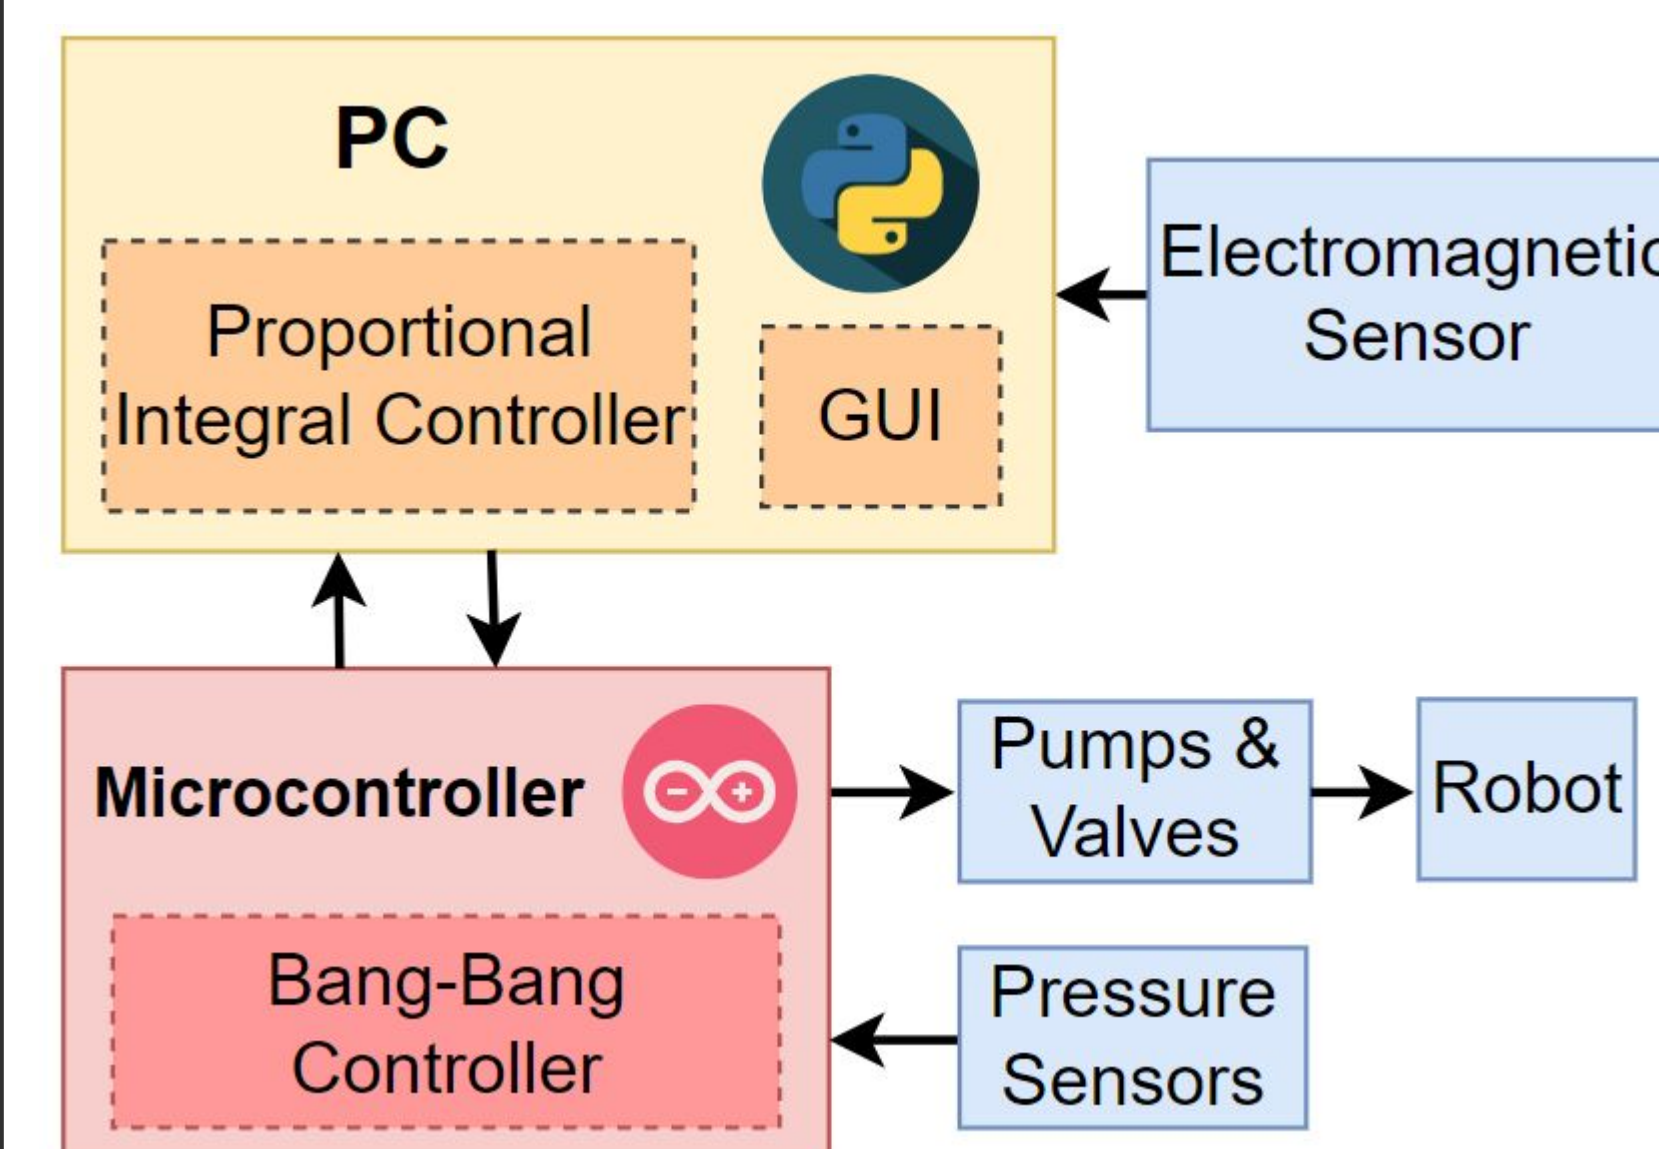 PC
Proportional
Integral Controller
GUI
Electromagnetic
Sensor
Microcontroller
Pumps &
Valves
Robot
Bang-Bang
Controller
Pressure
Sensors